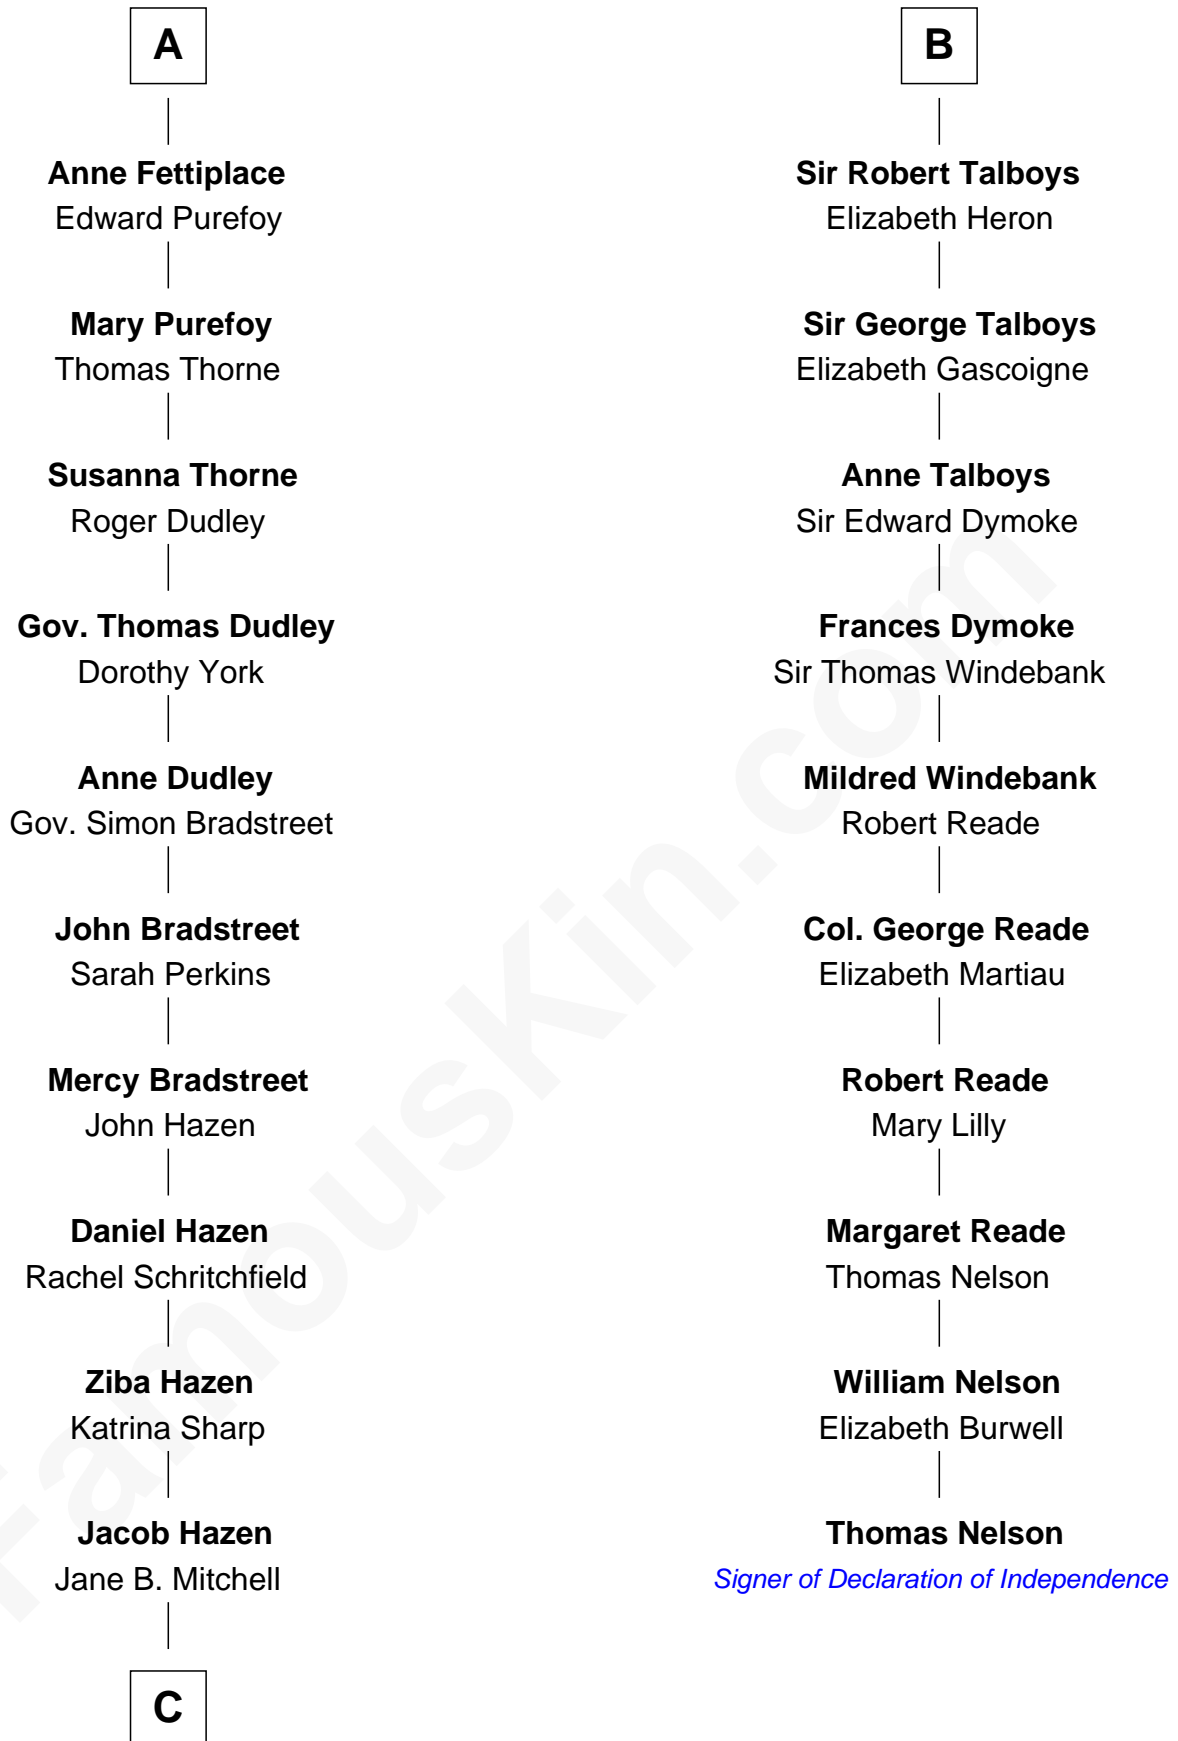 A
Anne Fettiplace
Edward Purefoy
Mary Purefoy
Thomas Thorne
Susanna Thorne
Roger Dudley
Gov. Thomas Dudley
Dorothy York
Anne Dudley
Gov. Simon Bradstreet
John Bradstreet
Sarah Perkins
Mercy Bradstreet
John Hazen
Daniel Hazen
Rachel Schritchfield
Ziba Hazen
Katrina Sharp
Jacob Hazen
Jane B. Mitchell
C
B
Sir Robert Talboys
Elizabeth Heron
Sir George Talboys
Elizabeth Gascoigne
Anne Talboys
Sir Edward Dymoke
Frances Dymoke
Sir Thomas Windebank
Mildred Windebank
Robert Reade
Col. George Reade
Elizabeth Martiau
Robert Reade
Mary Lilly
Margaret Reade
Thomas Nelson
William Nelson
Elizabeth Burwell
Thomas Nelson
Signer of Declaration of Independence
FamousKin.com